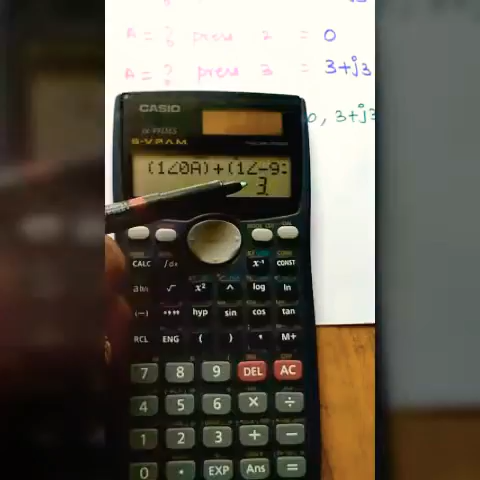 A = ? press 2 = 0
A = ? press 3 = 3+j3
0, 3+j3
CASIO
S-V.P.A.M.
(1∠0A)+(1∠-9:
3
CALC ∫dx x⁻¹ CONST
√ x² ^ log ln
(-) °'" hyp sin cos tan
RCL ENG ( ) , M+
7 8 9 DEL AC
4 5 6 × ÷
1 2 3 + −
0 . EXP Ans =